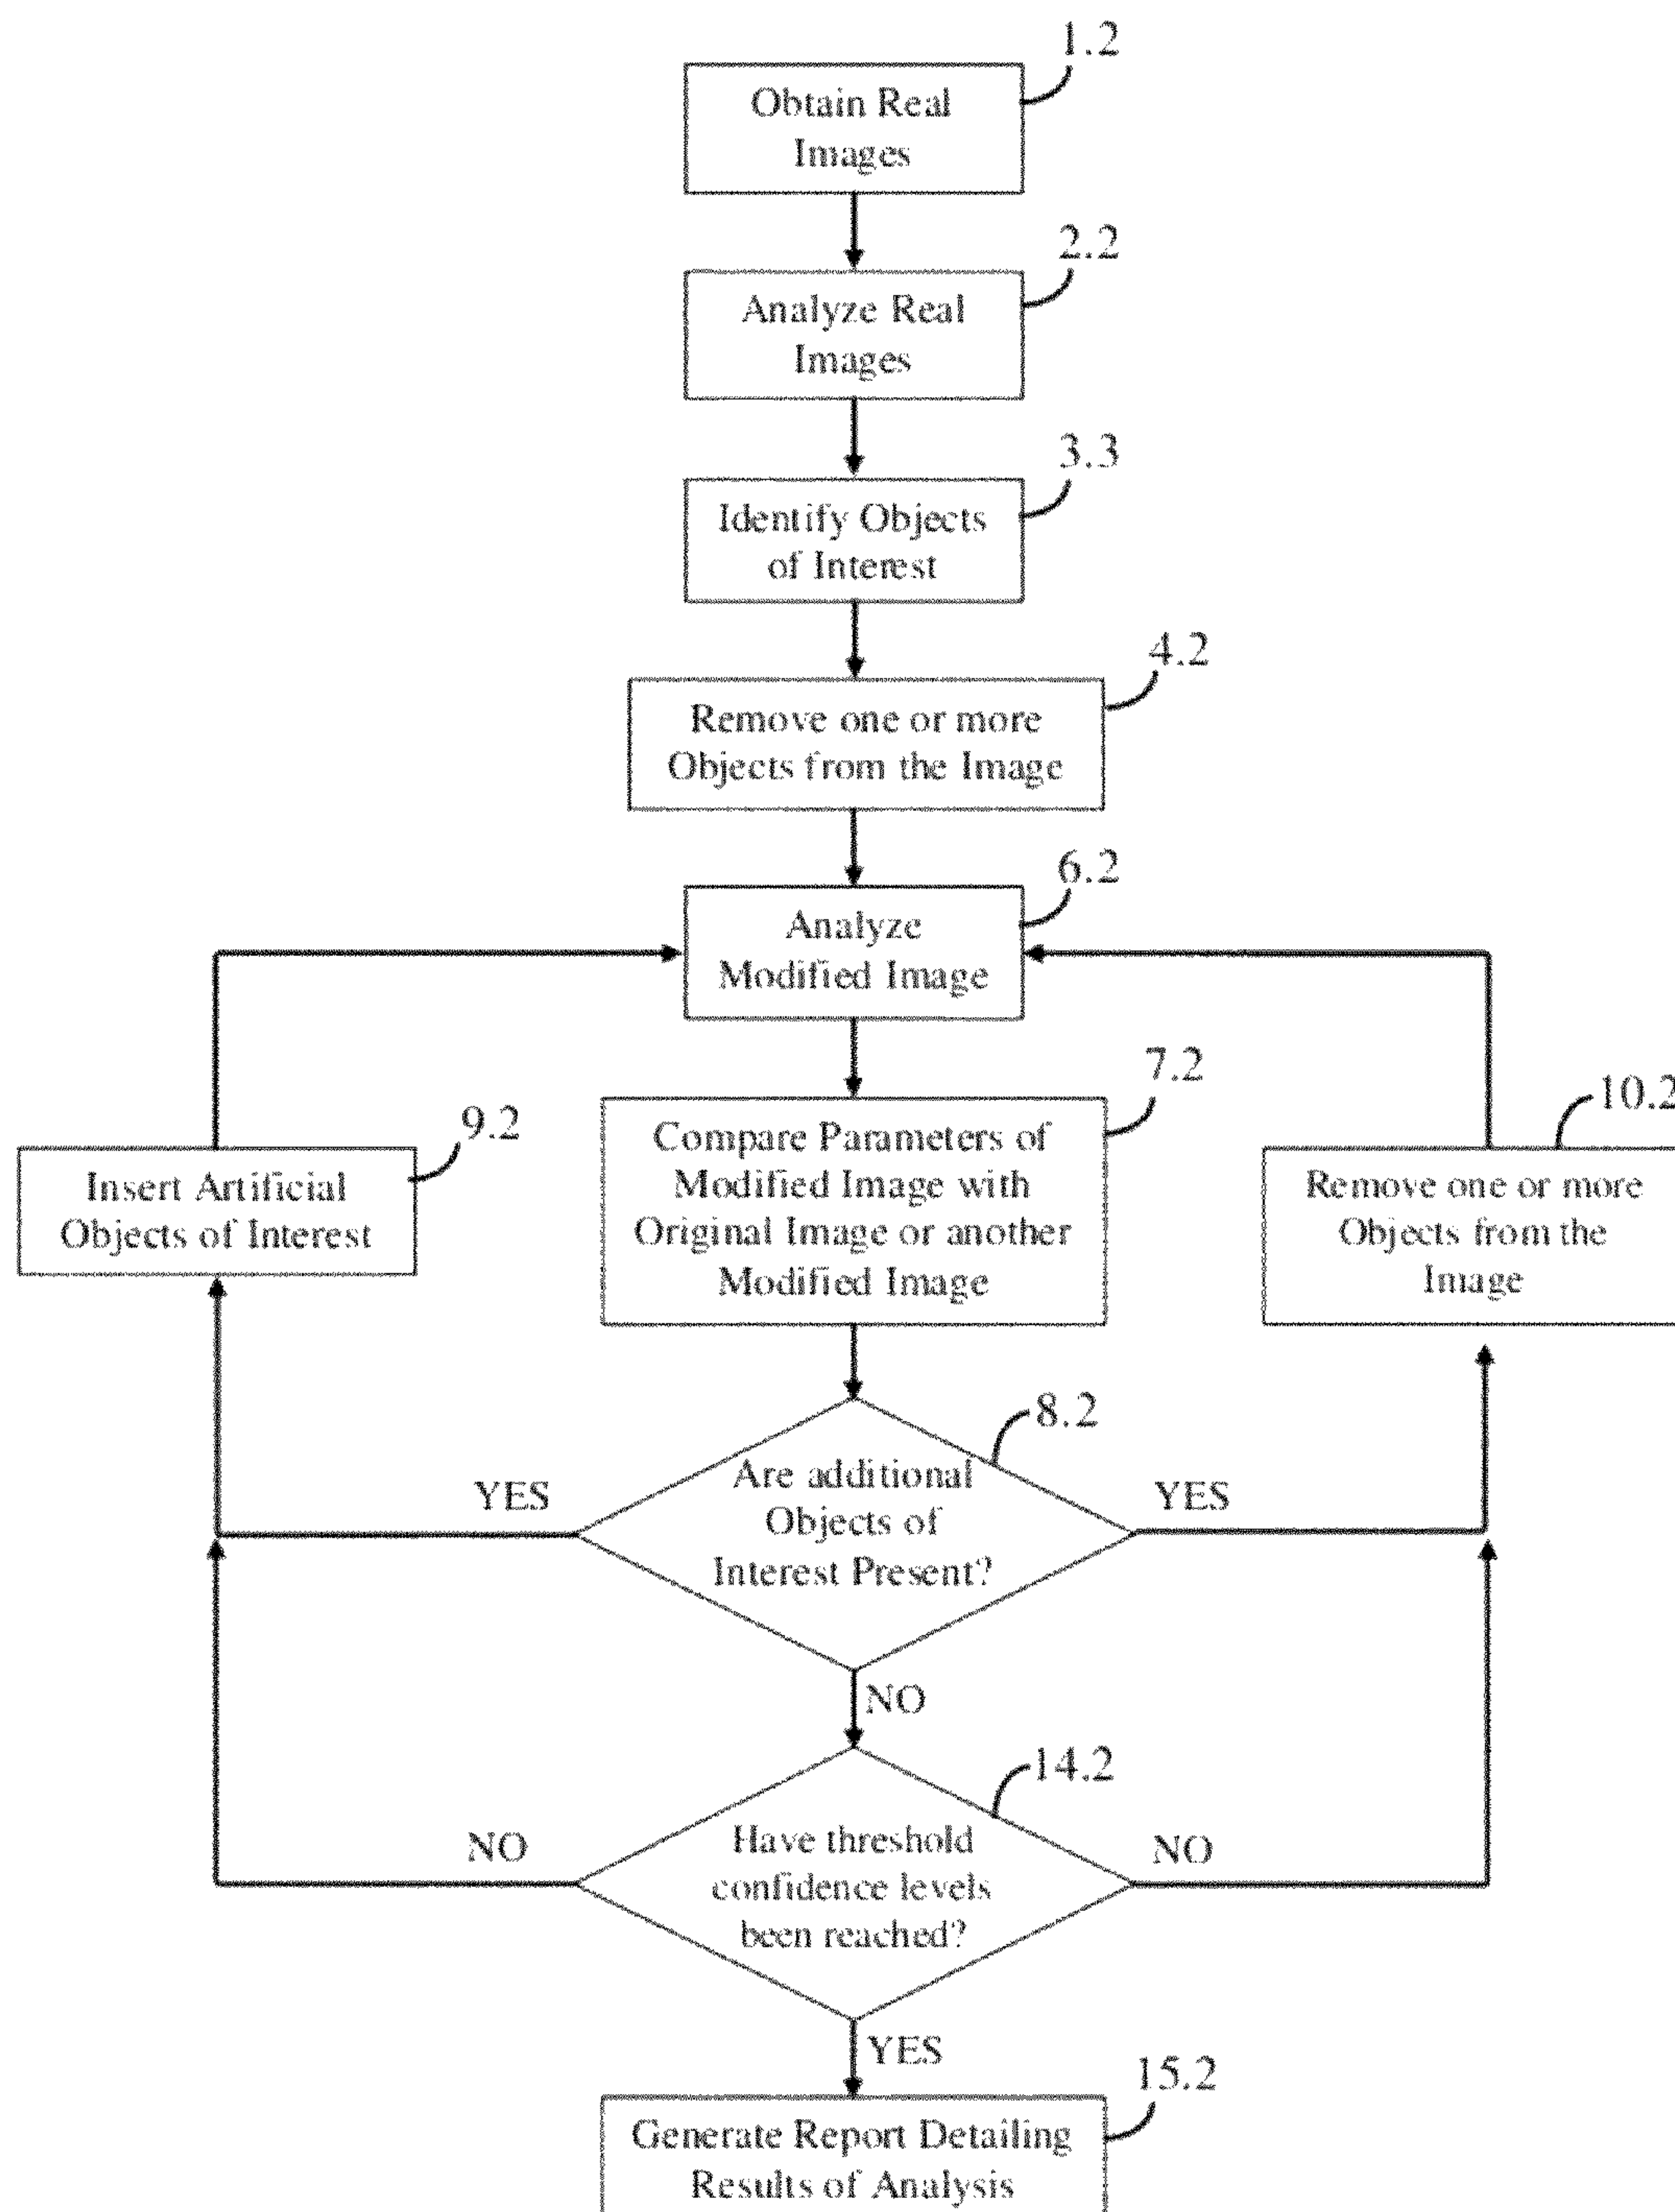 1.2
Obtain Real
Images
2.2
Analyze Real
Images
3.3
Identify Objects
of Interest
4.2
Remove one or more
Objects from the Image
6.2
Analyze
Modified Image
7.2
Compare Parameters of
Modified Image with
Original Image or another
Modified Image
9.2
Insert Artificial
Objects of Interest
10.2
Remove one or more
Objects from the
Image
8.2
Are additional
Objects of
Interest Present?
YES
YES
NO
14.2
Have threshold
confidence levels
been reached?
NO
NO
YES
15.2
Generate Report Detailing
Results of Analysis